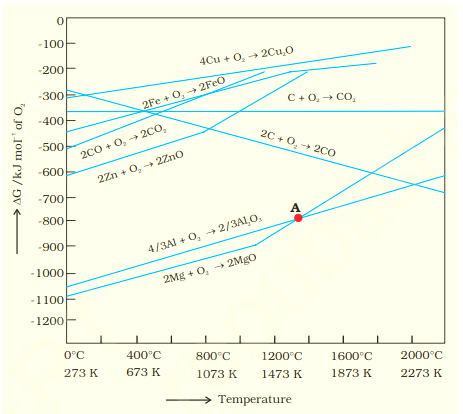 0
-100
-200
-300
-400
-500
-600
-700
-800
-900
-1000
-1100
-1200
ΔG /kJ mol⁻¹ of O₂
4Cu + O₂ → 2Cu₂O
2Fe + O₂ → 2FeO
C + O₂ → CO₂
2CO + O₂ → 2CO₂
2C + O₂ → 2CO
2Zn + O₂ → 2ZnO
A
4/3Al + O₂ → 2/3Al₂O₃
2Mg + O₂ → 2MgO
0°C 400°C 800°C 1200°C 1600°C 2000°C
273 K 673 K 1073 K 1473 K 1873 K 2273 K
→ Temperature